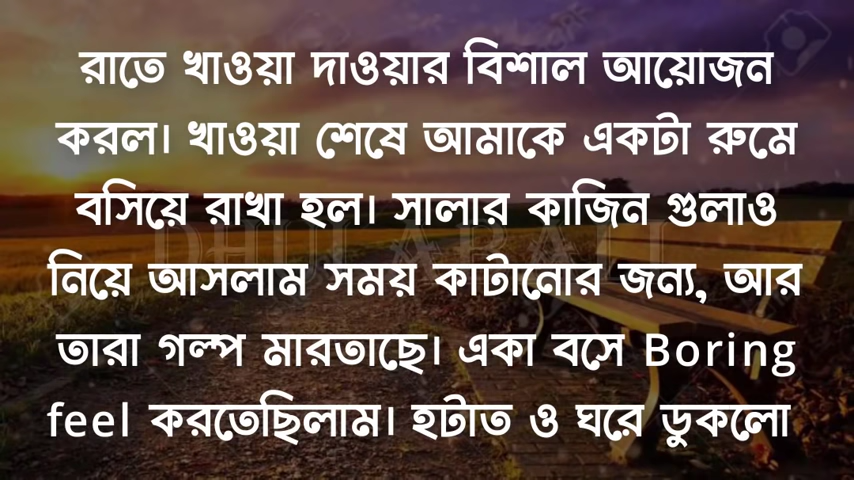 রাতে খাওয়া দাওয়ার বিশাল আয়োজন
করল। খাওয়া শেষে আমাকে একটা রুমে
বসিয়ে রাখা হল। সালার কাজিন গুলাও
নিয়ে আসলাম সময় কাটানোর জন্য, আর
তারা গল্প মারতাছে। একা বসে Boring
feel করতেছিলাম। হটাত ও ঘরে ডুকলো